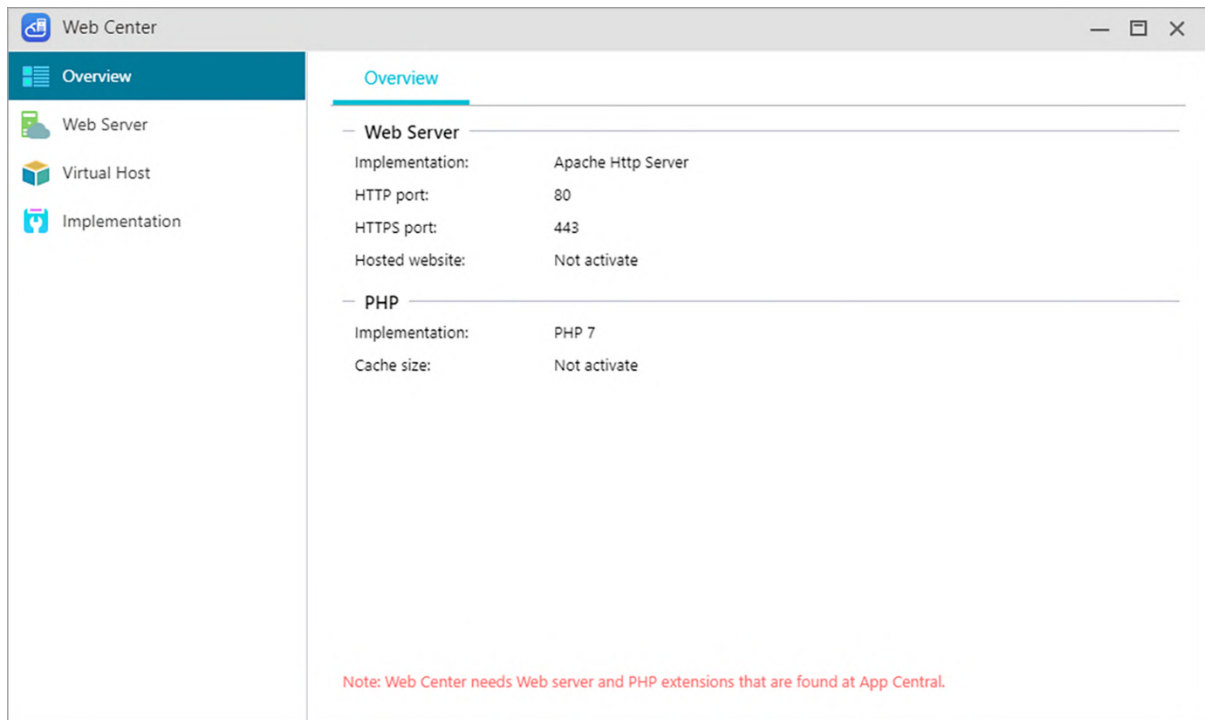 Web Center
Overview
Web Server
Virtual Host
Implementation
Overview
Web Server
Implementation: Apache Http Server
HTTP port: 80
HTTPS port: 443
Hosted website: Not activate
PHP
Implementation: PHP 7
Cache size: Not activate
Note: Web Center needs Web server and PHP extensions that are found at App Central.